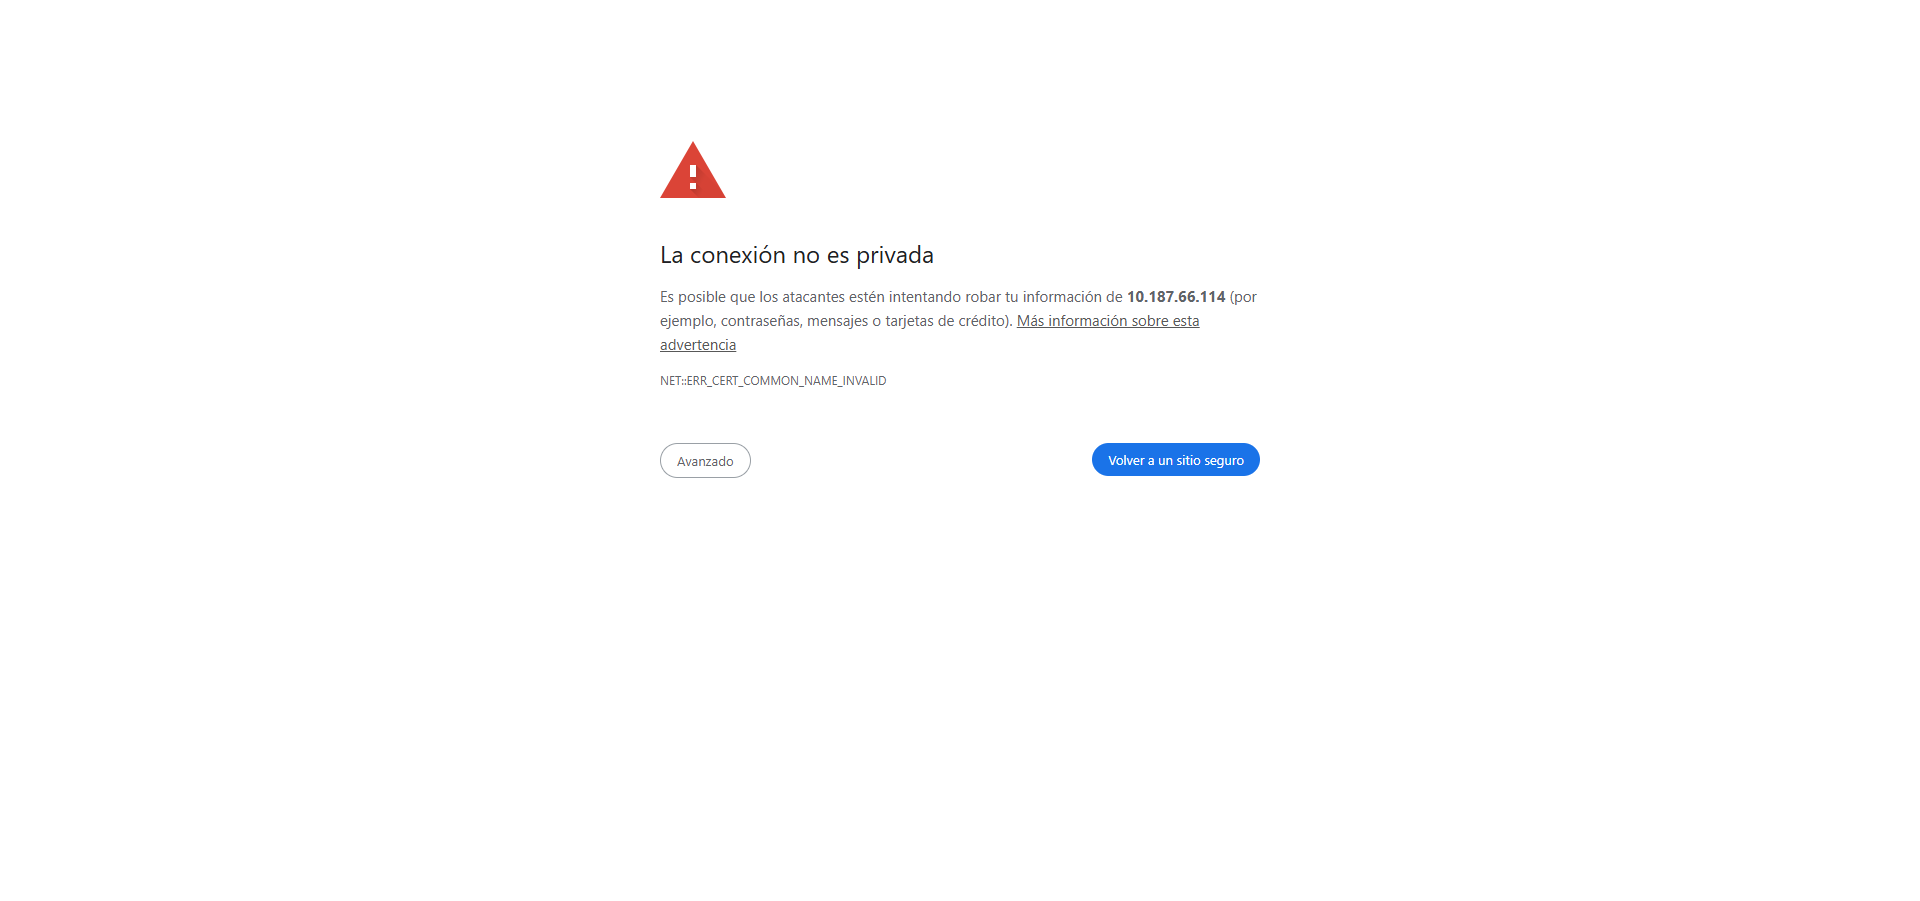 La conexión no es privada
Es posible que los atacantes estén intentando robar tu información de 10.187.66.114 (por
ejemplo, contraseñas, mensajes o tarjetas de crédito). Más información sobre esta
advertencia
NET::ERR_CERT_COMMON_NAME_INVALID
Avanzado
Volver a un sitio seguro